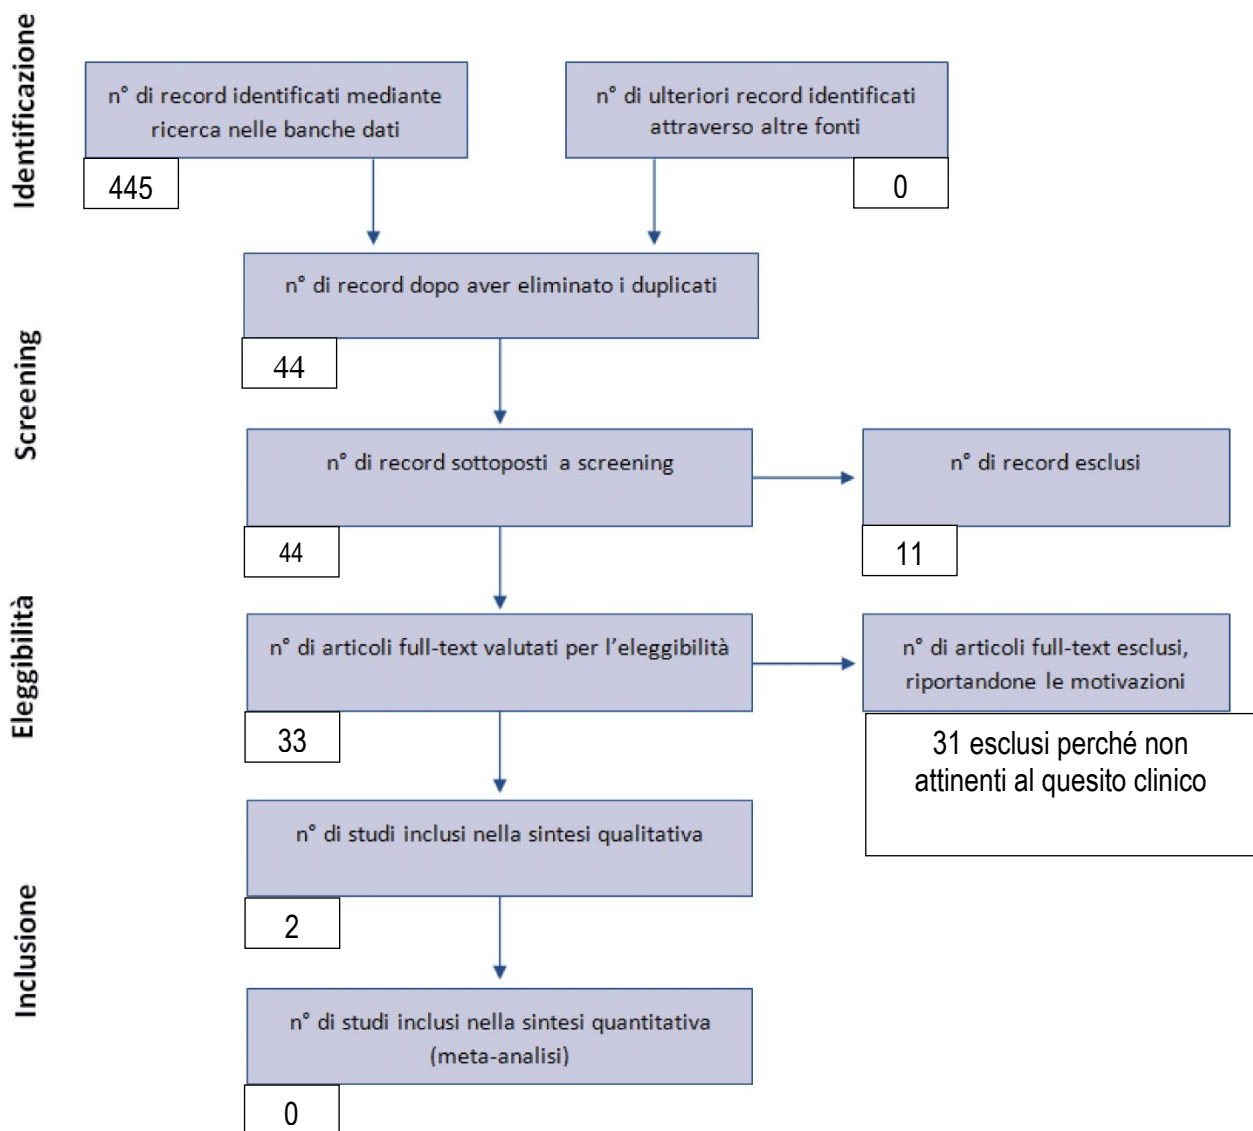 Identificazione
n° di record identificati mediante
ricerca nelle banche dati
445
n° di ulteriori record identificati
attraverso altre fonti
0
Screening
n° di record dopo aver eliminato i duplicati
44
n° di record sottoposti a screening
44
n° di record esclusi
11
Eleggibilità
n° di articoli full-text valutati per l'eleggibilità
33
n° di articoli full-text esclusi,
riportandone le motivazioni
31 esclusi perché non
attinenti al quesito clinico
Inclusione
n° di studi inclusi nella sintesi qualitativa
2
n° di studi inclusi nella sintesi quantitativa
(meta-analisi)
0